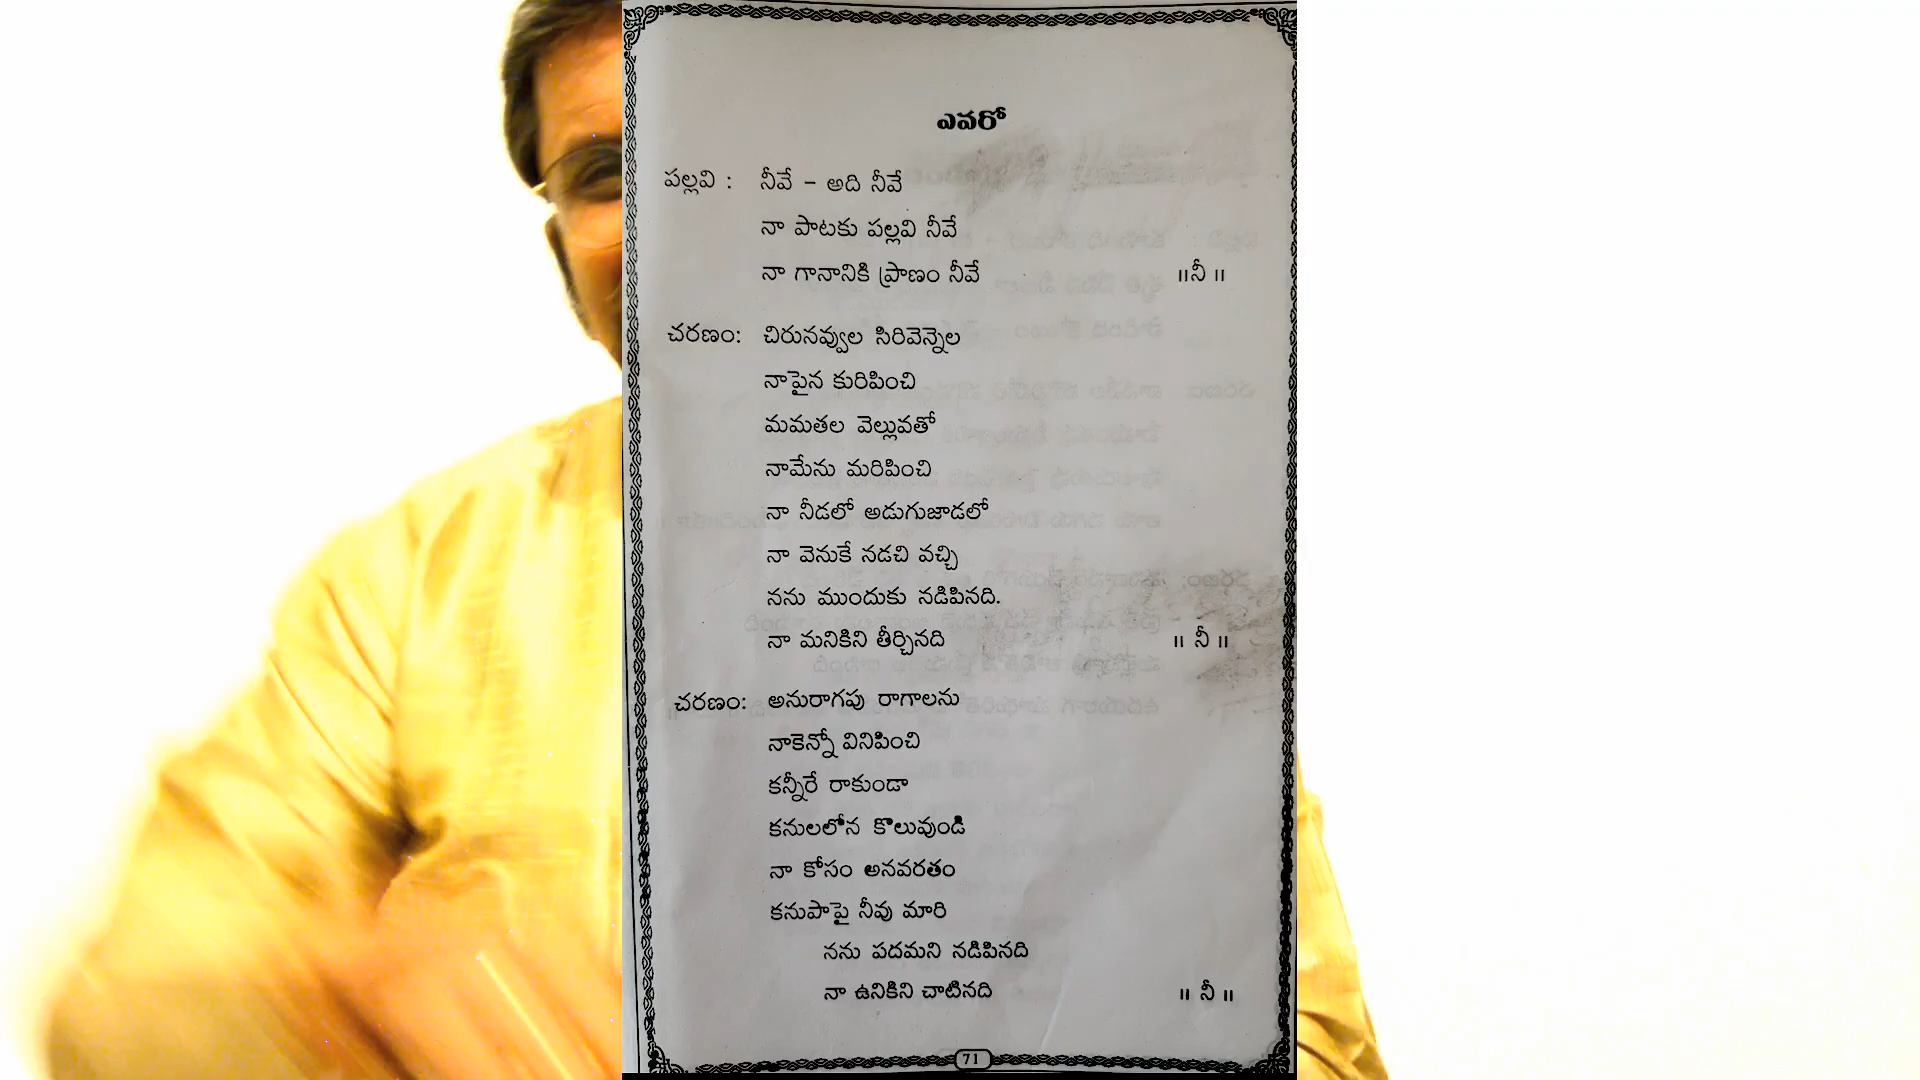 ఎవరో
పల్లవి : నీవే – అది నీవే
నా పాటకు పల్లవి నీవే
నా గానానికి ప్రాణం నీవే ॥నీ ॥
చరణం: చిరునవ్వుల సిరివెన్నెల
నాపైన కురిపించి
మమతల వెల్లువతో
నామేను మరిపించి
నా నీడలో అడుగుజాడలో
నా వెనుకే నడచి వచ్చి
నను ముందుకు నడిపినది.
నా మనికిని తీర్చినది ॥ నీ ॥
చరణం: అనురాగపు రాగాలను
నాకెన్నో వినిపించి
కన్నీరే రాకుండా
కనులలోన కొలువుండి
నా కోసం అనవరతం
కనుపాపై నీవు మారి
నను పదమని నడిపినది
నా ఉనికిని చాటినది ॥ నీ ॥
71